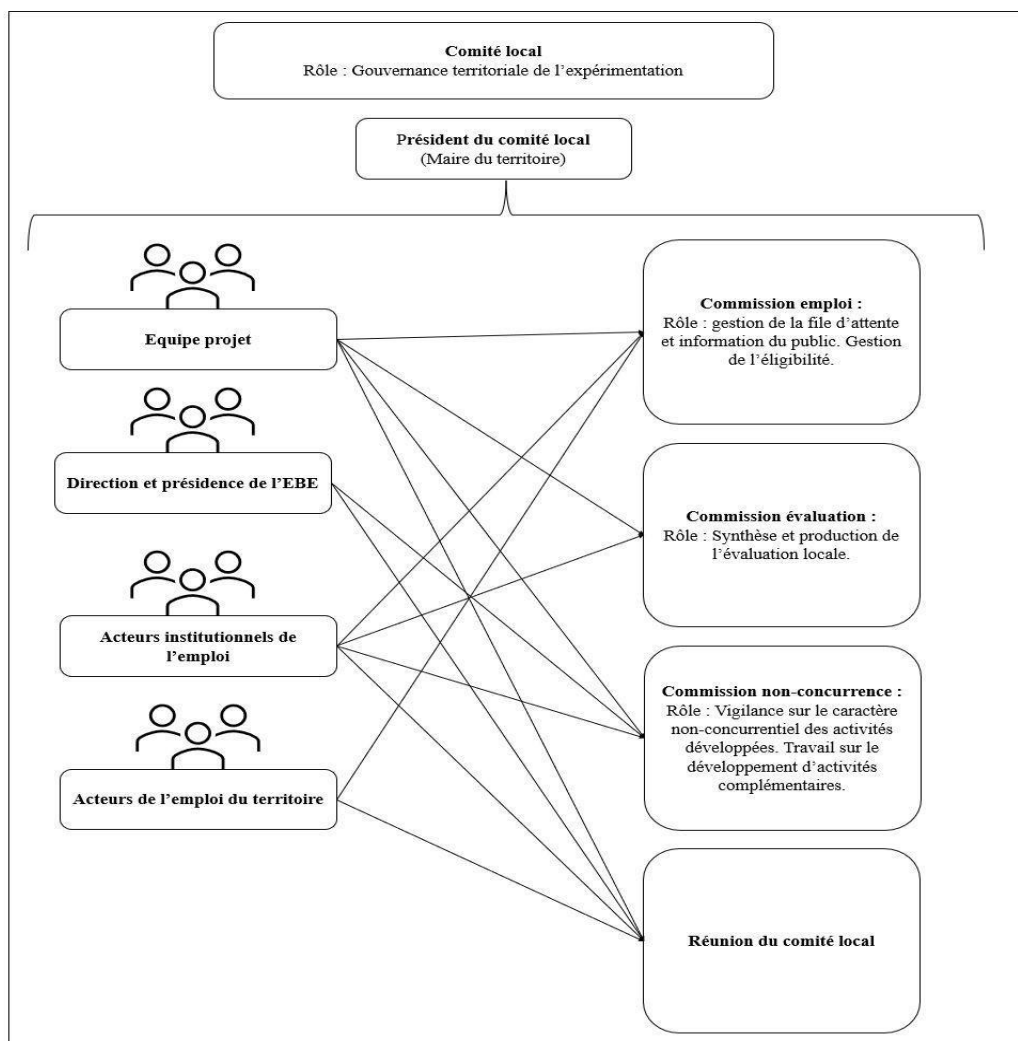 Comité local
Rôle : Gouvernance territoriale de l'expérimentation
Président du comité local
(Maire du territoire)
Equipe projet
Direction et présidence de l'EBE
Acteurs institutionnels de
l'emploi
Acteurs de l'emploi du territoire
Commission emploi :
Rôle : gestion de la file d'attente
et information du public. Gestion
de l'éligibilité.
Commission évaluation :
Rôle : Synthèse et production de
l'évaluation locale.
Commission non-concurrence :
Rôle : Vigilance sur le caractère
non-concurrentiel des activités
développées. Travail sur le
développement d'activités
complémentaires.
Réunion du comité local